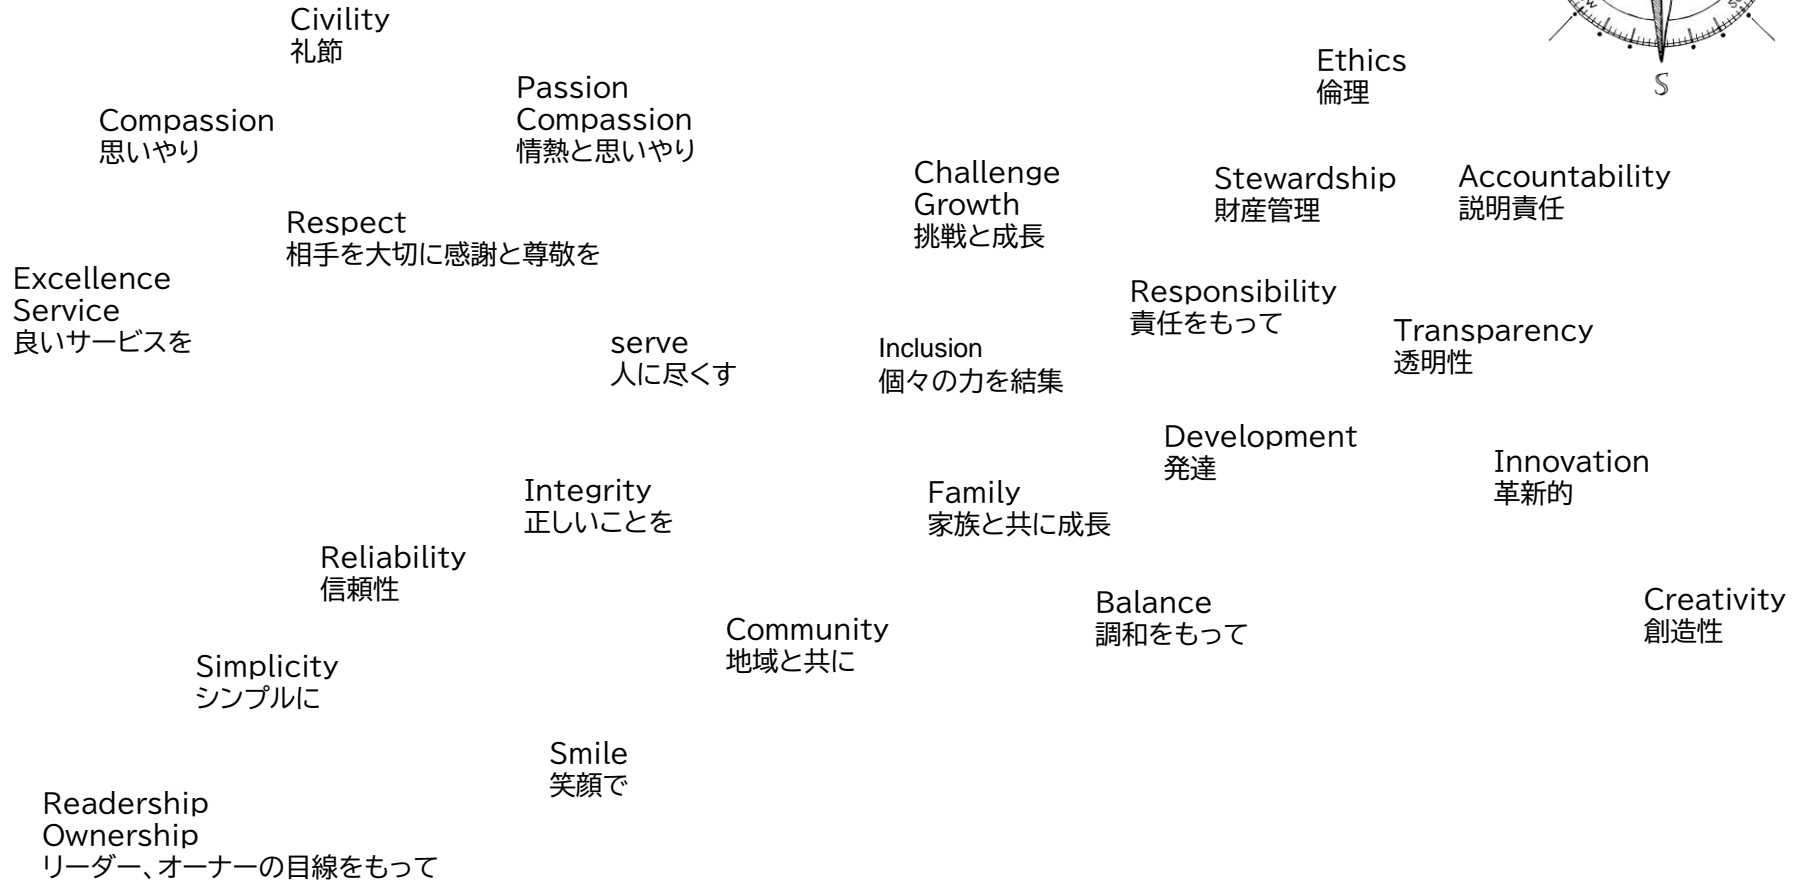 Civility
礼節
Ethics
倫理
S
Passion
Compassion
情熱と思いやり
Compassion
思いやり
Challenge
Growth
挑戦と成長
Stewardship
財産管理
Accountability
説明責任
Respect
相手を大切に感謝と尊敬を
Excellence
Service
良いサービスを
Responsibility
責任をもって
Transparency
透明性
serve
人に尽くす
Inclusion
個々の力を結集
Development
発達
Innovation
革新的
Integrity
正しいことを
Family
家族と共に成長
Reliability
信頼性
Balance
調和をもって
Creativity
創造性
Community
地域と共に
Simplicity
シンプルに
Smile
笑顔で
Readership
Ownership
リーダー、オーナーの目線をもって